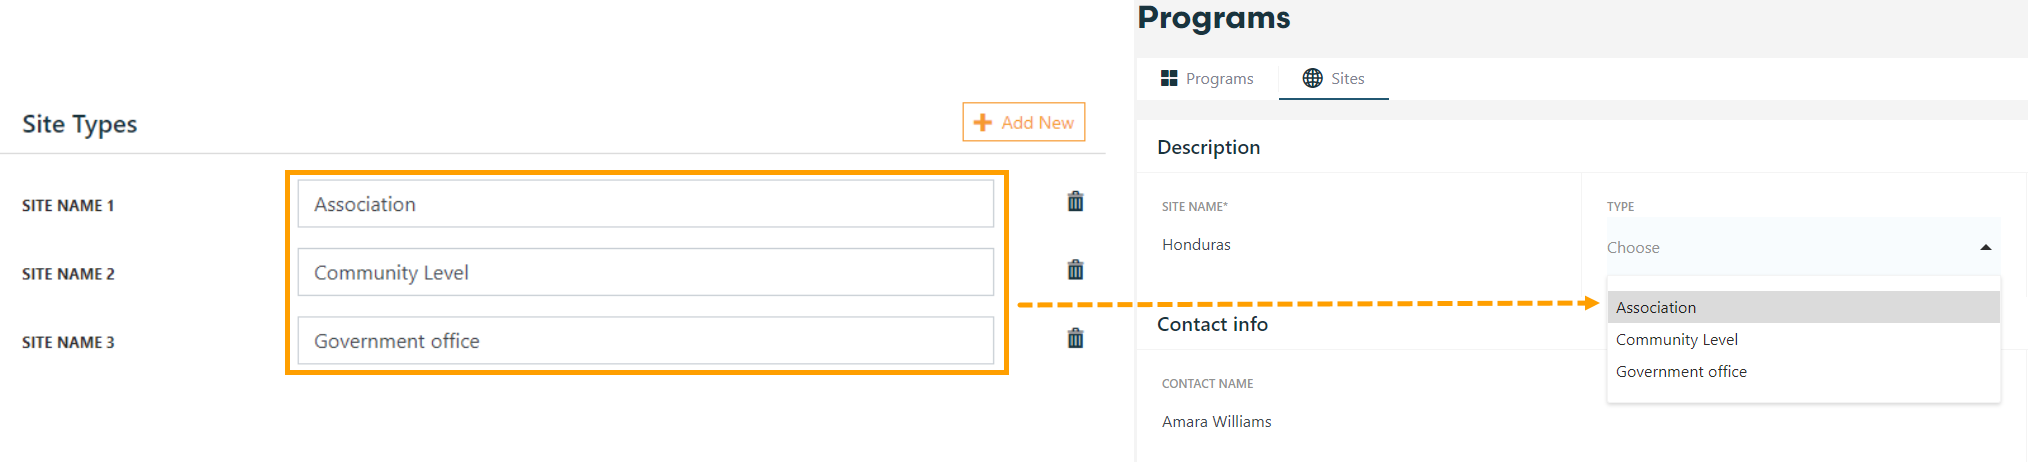 Site Types
Add New
SITE NAME 1
Association
SITE NAME 2
Community Level
SITE NAME 3
Government office
Programs
Programs
Sites
Description
SITE NAME*
Honduras
TYPE
Choose
Association
Community Level
Government office
Contact info
CONTACT NAME
Amara Williams